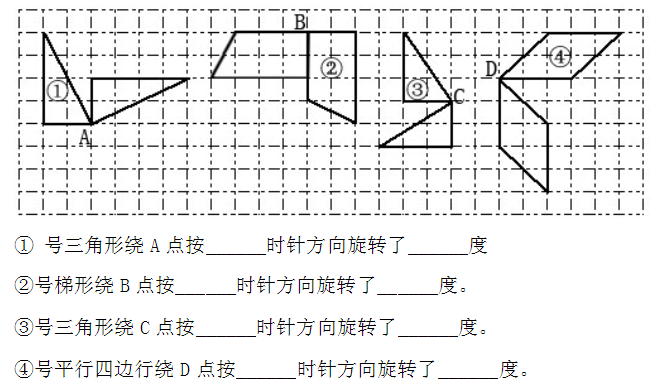 B
① ② ③ ④
A C D
① 号三角形绕 A 点按______时针方向旋转了______度
②号梯形绕 B 点按______时针方向旋转了______度。
③号三角形绕 C 点按______时针方向旋转了______度。
④号平行四边行绕 D 点按______时针方向旋转了______度。